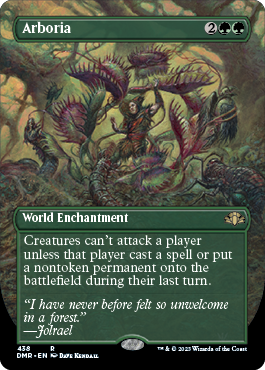 Arboria 2
World Enchantment
Creatures can't attack a player
unless that player cast a spell or put
a nontoken permanent onto the
battlefield during their last turn.
"I have never before felt so unwelcome
in a forest."
—Jolrael
438 R
DMR • EN Dave Kendall
™ & © 2023 Wizards of the Coast